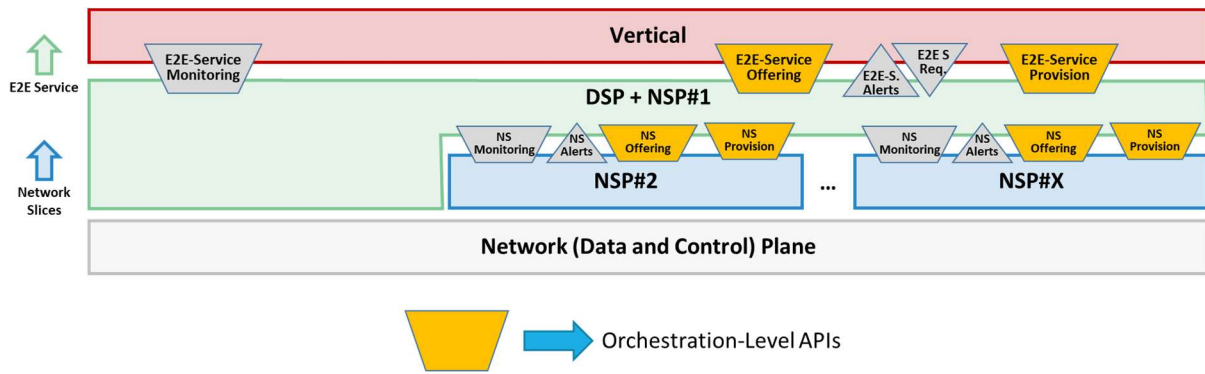 Vertical
E2E-Service
Monitoring
E2E-Service
Offering
E2E-S.
Alerts
E2E S
Req.
E2E-Service
Provision
E2E Service
DSP + NSP#1
NS
Monitoring
NS
Alerts
NS
Offering
NS
Provision
NS
Monitoring
NS
Alerts
NS
Offering
NS
Provision
Network
Slices
NSP#2
...
NSP#X
Network (Data and Control) Plane
Orchestration-Level APIs